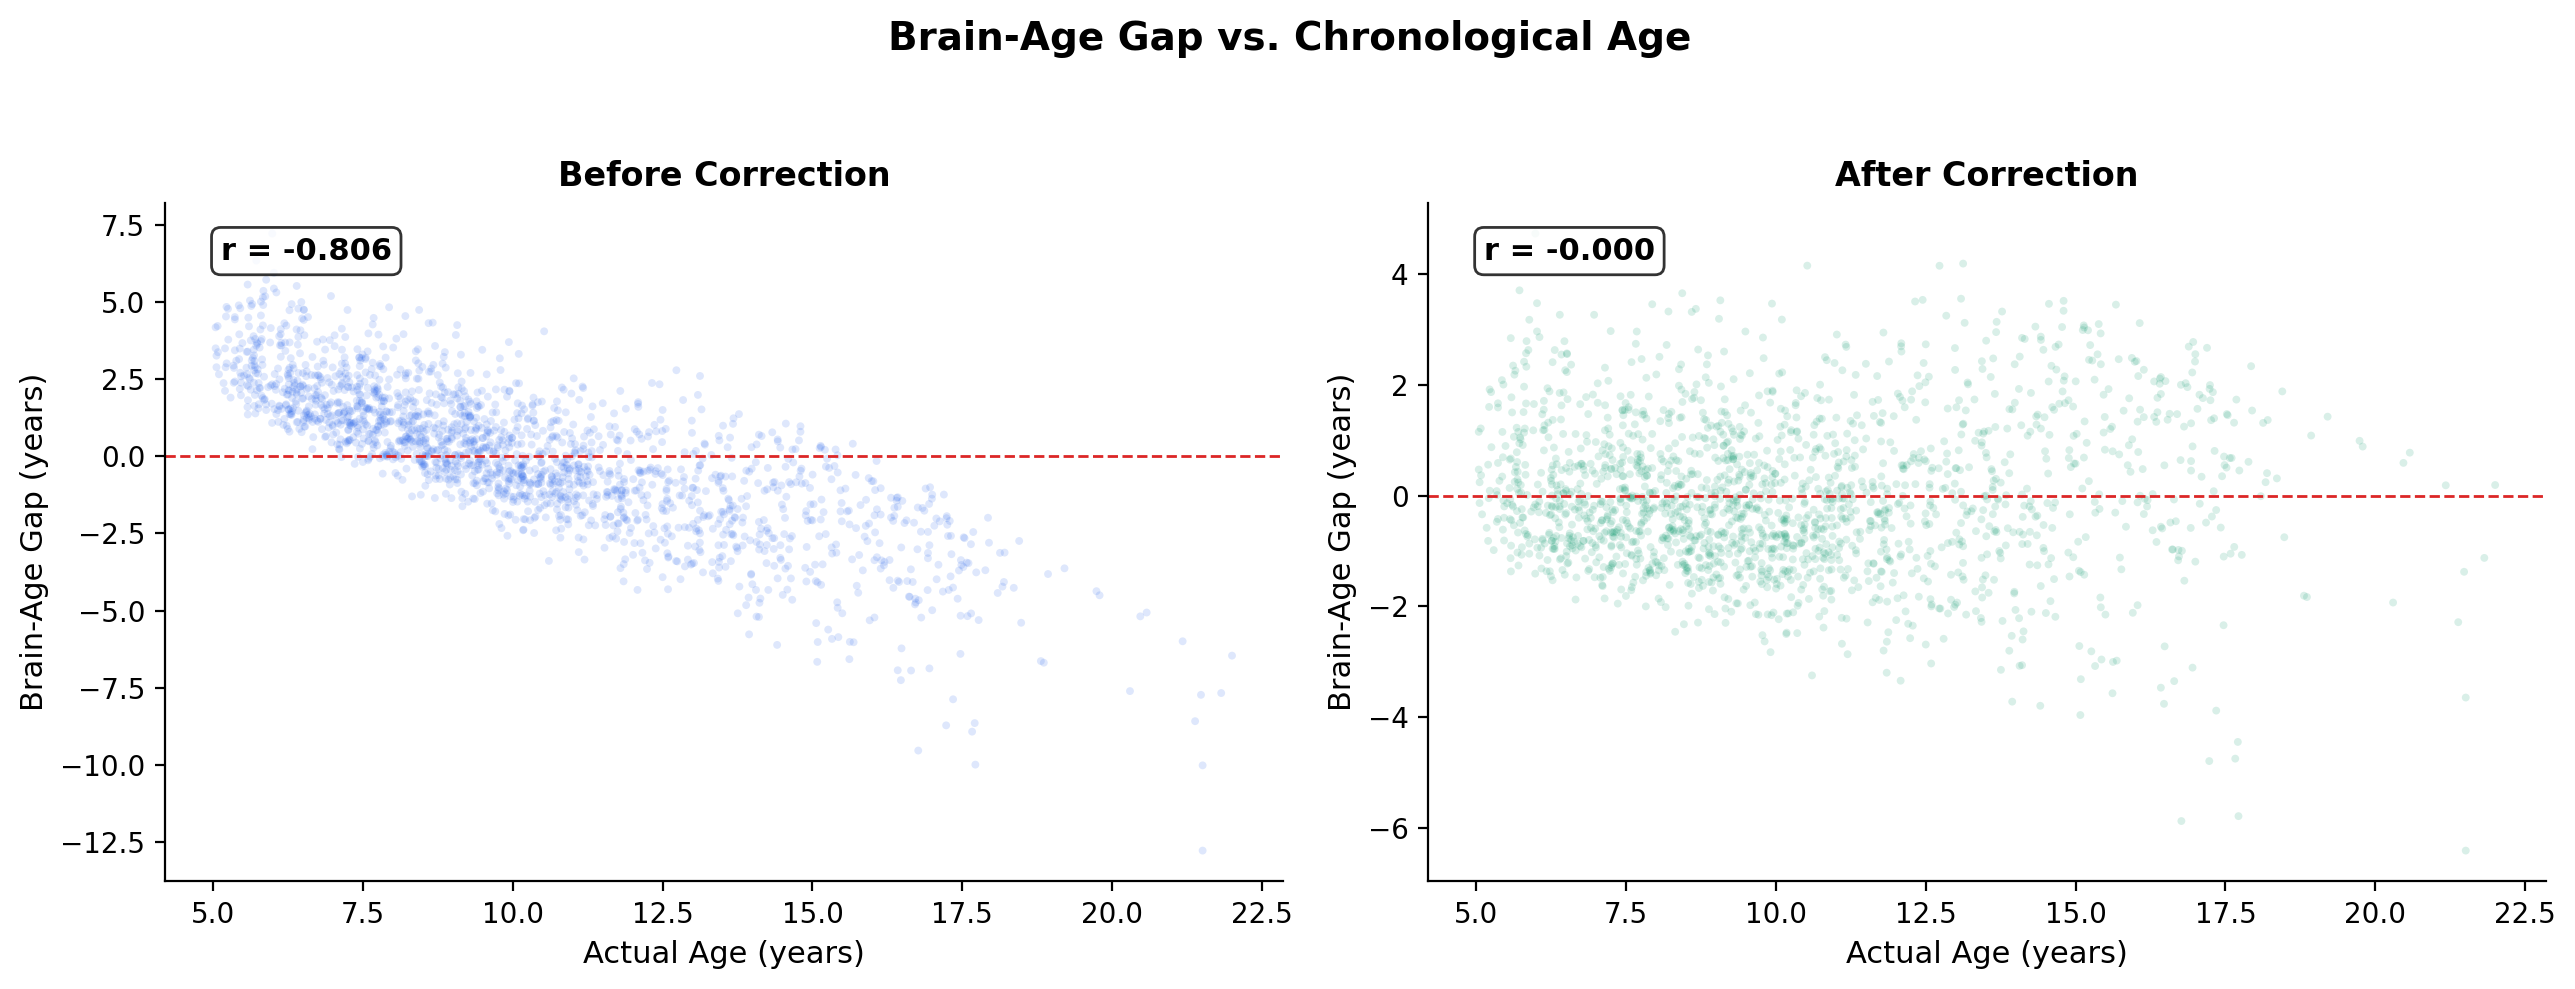 Brain-Age Gap vs. Chronological Age
Before Correction
r = -0.806
7.5
5.0
2.5
0.0
−2.5
−5.0
−7.5
−10.0
−12.5
Brain-Age Gap (years)
5.0 7.5 10.0 12.5 15.0 17.5 20.0 22.5
Actual Age (years)
After Correction
r = -0.000
4
2
0
−2
−4
−6
Brain-Age Gap (years)
5.0 7.5 10.0 12.5 15.0 17.5 20.0 22.5
Actual Age (years)